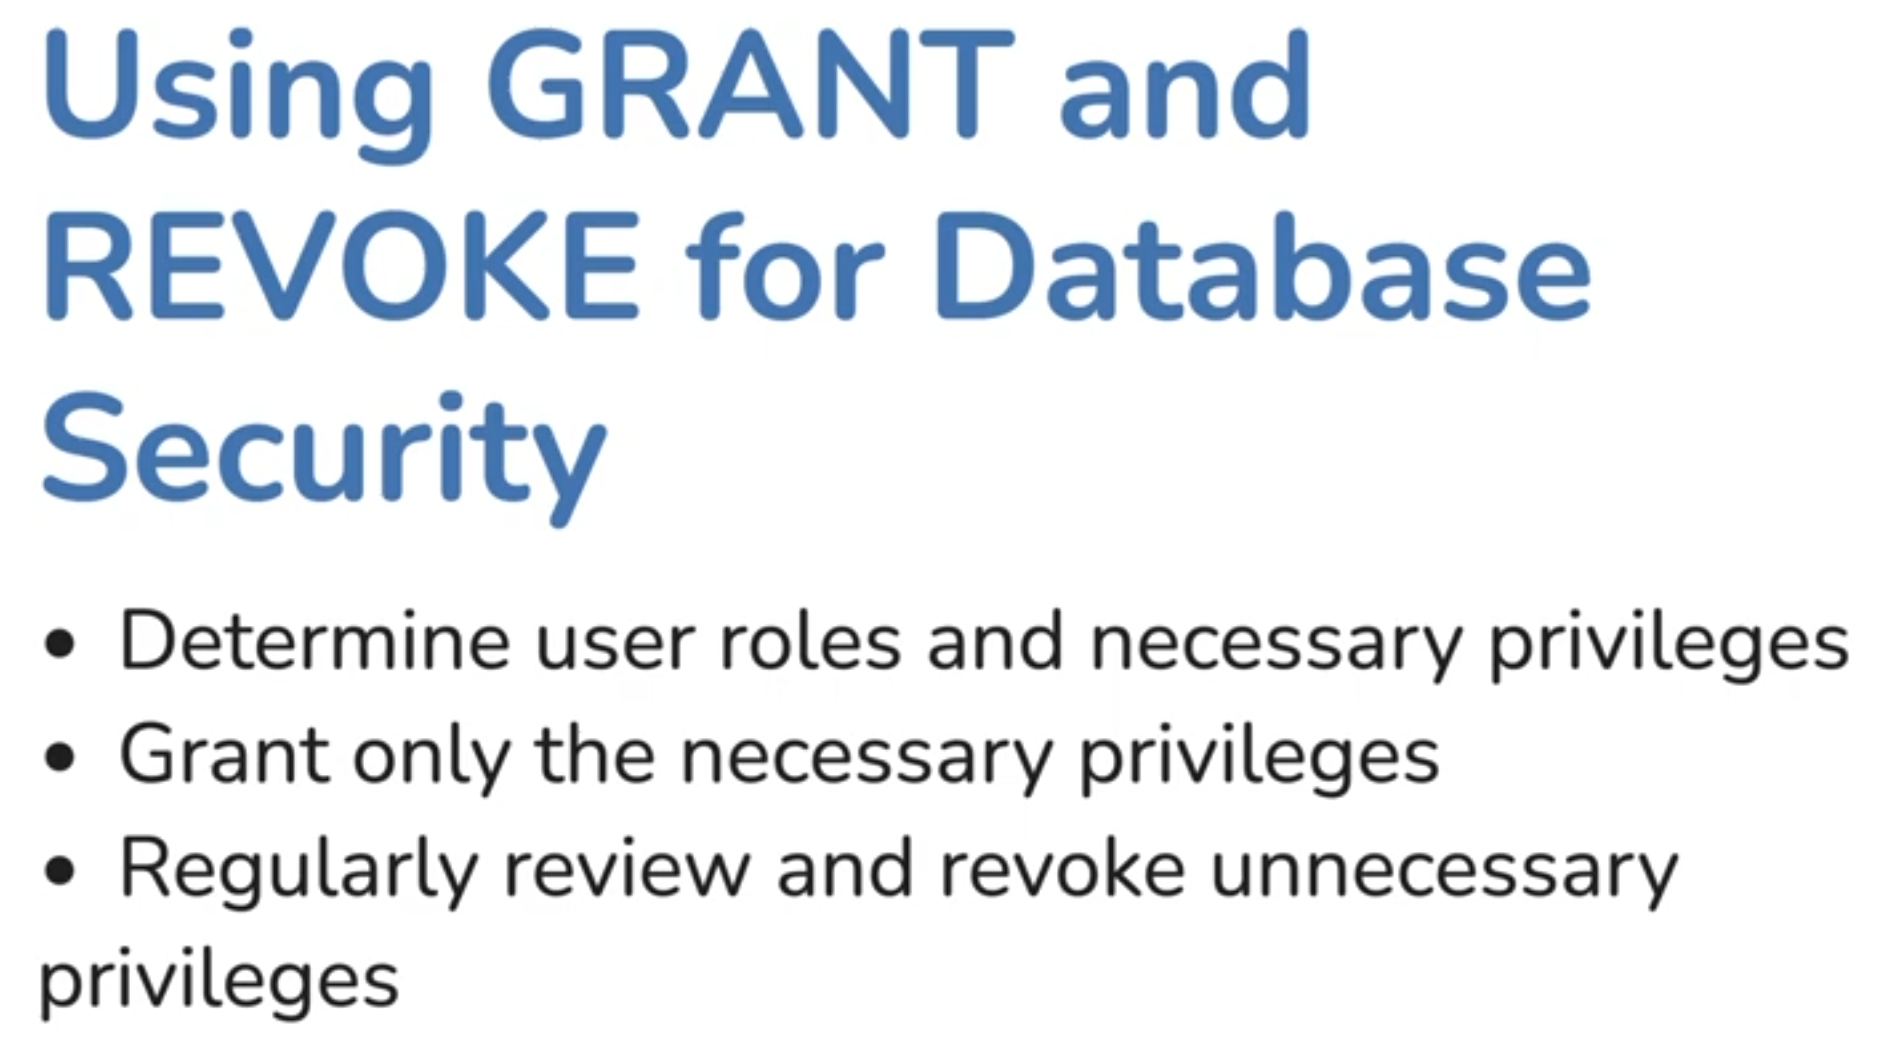 Using GRANT and
REVOKE for Database
Security
• Determine user roles and necessary privileges
• Grant only the necessary privileges
• Regularly review and revoke unnecessary
privileges